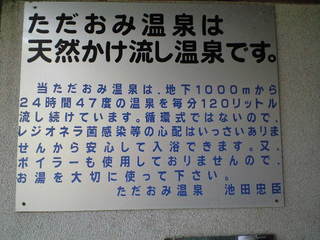 ただおみ温泉は
天然かけ流し温泉です。
当ただおみ温泉は、地下1000mから
24時間47度の温泉を毎分120リットル
流し続けています。循環式ではないので、
レジオネラ菌感染等の心配はいっさいありま
せんから安心して入浴できます。又、
ボイラーも使用しておりませんので、
お湯を大切に使って下さい。
ただおみ温泉 池田忠臣